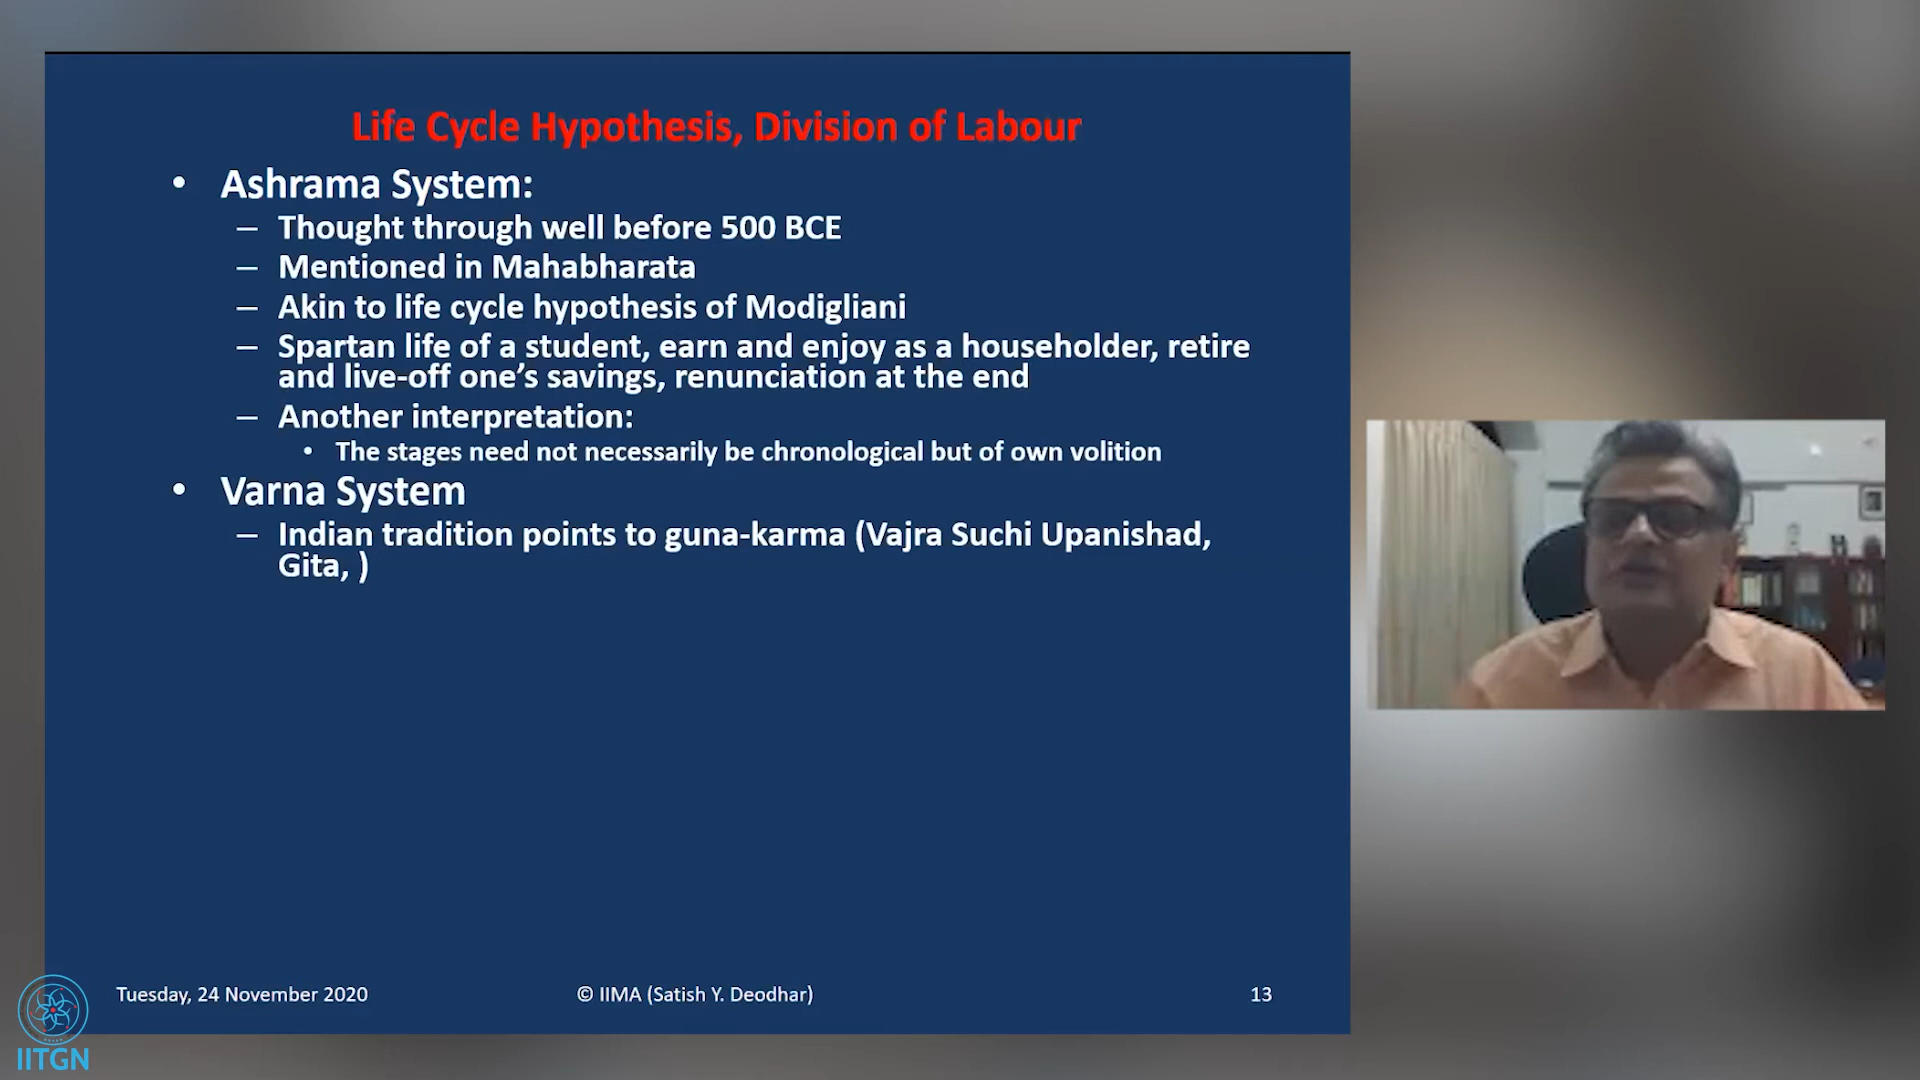 Life Cycle Hypothesis, Division of Labour
• Ashrama System:
– Thought through well before 500 BCE
– Mentioned in Mahabharata
– Akin to life cycle hypothesis of Modigliani
– Spartan life of a student, earn and enjoy as a householder, retire
and live-off one's savings, renunciation at the end
– Another interpretation:
• The stages need not necessarily be chronological but of own volition
• Varna System
– Indian tradition points to guna-karma (Vajra Suchi Upanishad,
Gita, )
Tuesday, 24 November 2020
© IIMA (Satish Y. Deodhar)
13
IITGN